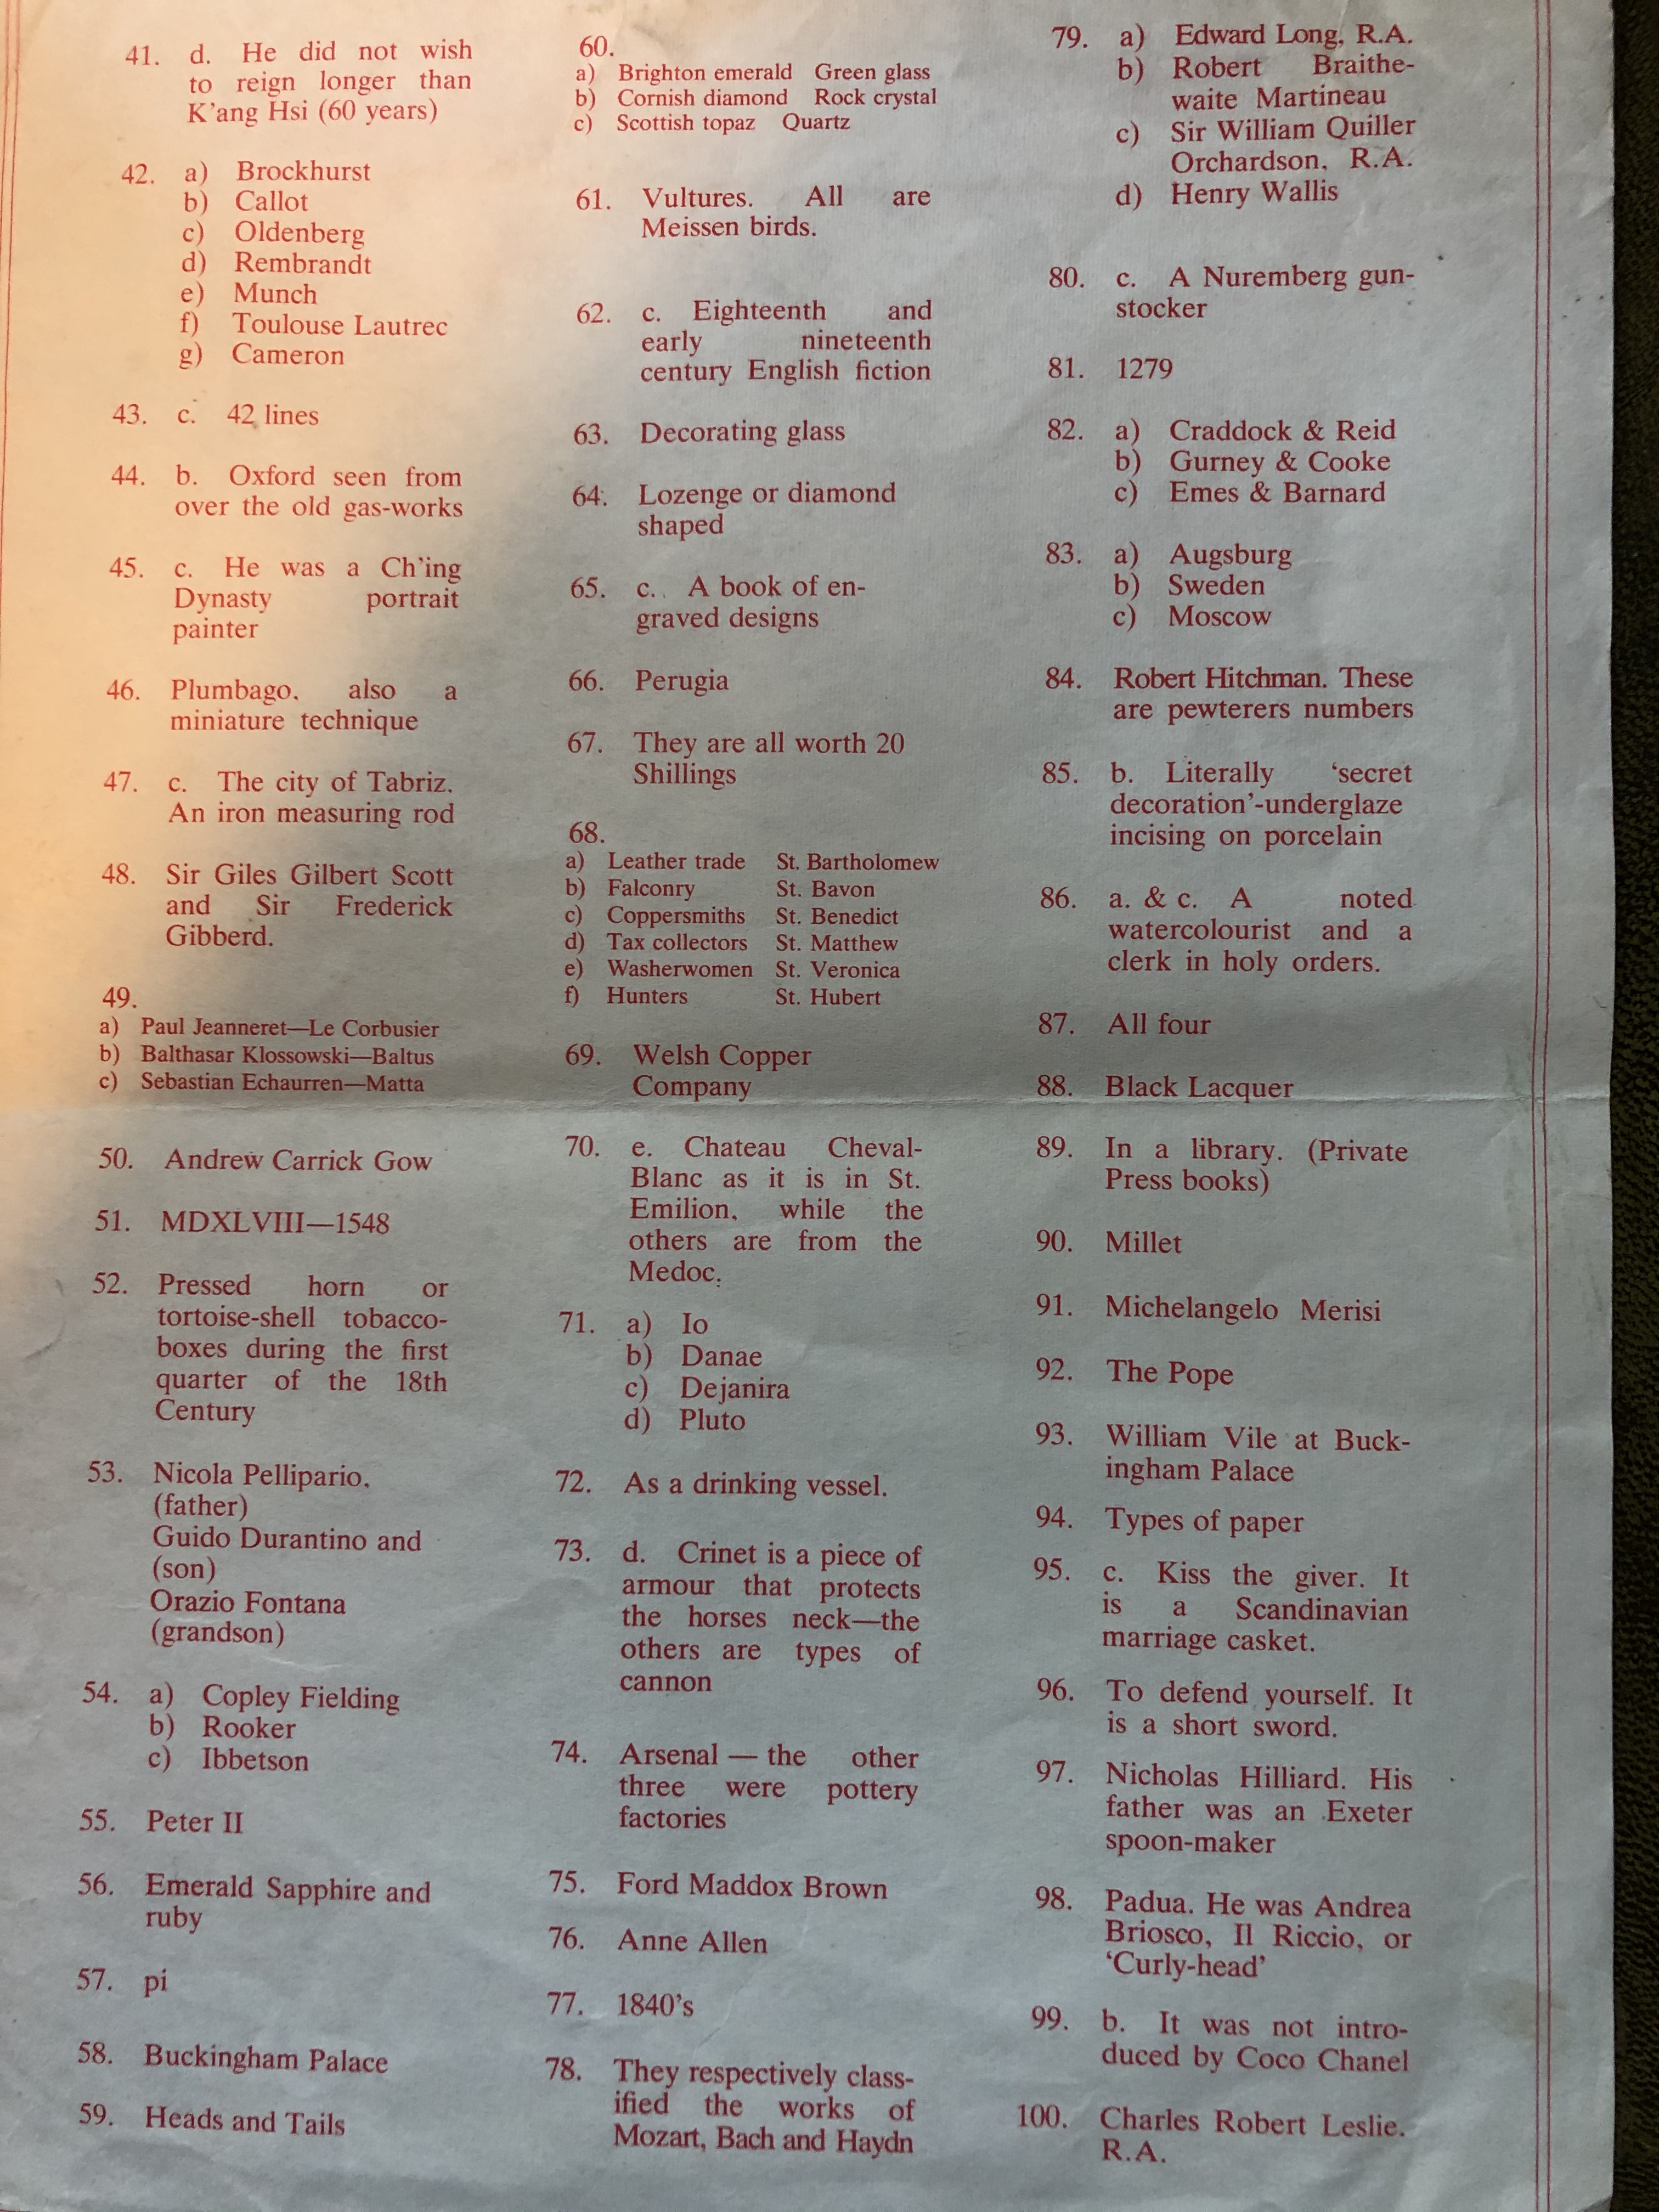 41. d. He did not wish
to reign longer than
K'ang Hsi (60 years)
42. a) Brockhurst
b) Callot
c) Oldenberg
d) Rembrandt
e) Munch
f) Toulouse Lautrec
g) Cameron
43. c. 42 lines
44. b. Oxford seen from
over the old gas-works
45. c. He was a Ch'ing
Dynasty portrait
painter
46. Plumbago, also a
miniature technique
47. c. The city of Tabriz.
An iron measuring rod
48. Sir Giles Gilbert Scott
and Sir Frederick
Gibberd.
49.
a) Paul Jeanneret—Le Corbusier
b) Balthasar Klossowski—Baltus
c) Sebastian Echaurren—Matta
50. Andrew Carrick Gow
51. MDXLVIII—1548
52. Pressed horn or
tortoise-shell tobacco-
boxes during the first
quarter of the 18th
Century
53. Nicola Pellipario,
(father)
Guido Durantino and
(son)
Orazio Fontana
(grandson)
54. a) Copley Fielding
b) Rooker
c) Ibbetson
55. Peter II
56. Emerald Sapphire and
ruby
57. pi
58. Buckingham Palace
59. Heads and Tails
60.
a) Brighton emerald Green glass
b) Cornish diamond Rock crystal
c) Scottish topaz Quartz
61. Vultures. All are
Meissen birds.
62. c. Eighteenth and
early nineteenth
century English fiction
63. Decorating glass
64. Lozenge or diamond
shaped
65. c. A book of en-
graved designs
66. Perugia
67. They are all worth 20
Shillings
68.
a) Leather trade St. Bartholomew
b) Falconry St. Bavon
c) Coppersmiths St. Benedict
d) Tax collectors St. Matthew
e) Washerwomen St. Veronica
f) Hunters St. Hubert
69. Welsh Copper
Company
70. e. Chateau Cheval-
Blanc as it is in St.
Emilion, while the
others are from the
Medoc.
71. a) Io
b) Danae
c) Dejanira
d) Pluto
72. As a drinking vessel.
73. d. Crinet is a piece of
armour that protects
the horses neck—the
others are types of
cannon
74. Arsenal — the other
three were pottery
factories
75. Ford Maddox Brown
76. Anne Allen
77. 1840's
78. They respectively class-
ified the works of
Mozart, Bach and Haydn
79. a) Edward Long, R.A.
b) Robert Braithe-
waite Martineau
c) Sir William Quiller
Orchardson, R.A.
d) Henry Wallis
80. c. A Nuremberg gun-
stocker
81. 1279
82. a) Craddock & Reid
b) Gurney & Cooke
c) Emes & Barnard
83. a) Augsburg
b) Sweden
c) Moscow
84. Robert Hitchman. These
are pewterers numbers
85. b. Literally 'secret
decoration'-underglaze
incising on porcelain
86. a. & c. A noted
watercolourist and a
clerk in holy orders.
87. All four
88. Black Lacquer
89. In a library. (Private
Press books)
90. Millet
91. Michelangelo Merisi
92. The Pope
93. William Vile at Buck-
ingham Palace
94. Types of paper
95. c. Kiss the giver. It
is a Scandinavian
marriage casket.
96. To defend yourself. It
is a short sword.
97. Nicholas Hilliard. His
father was an Exeter
spoon-maker
98. Padua. He was Andrea
Briosco, Il Riccio, or
'Curly-head'
99. b. It was not intro-
duced by Coco Chanel
100. Charles Robert Leslie.
R.A.